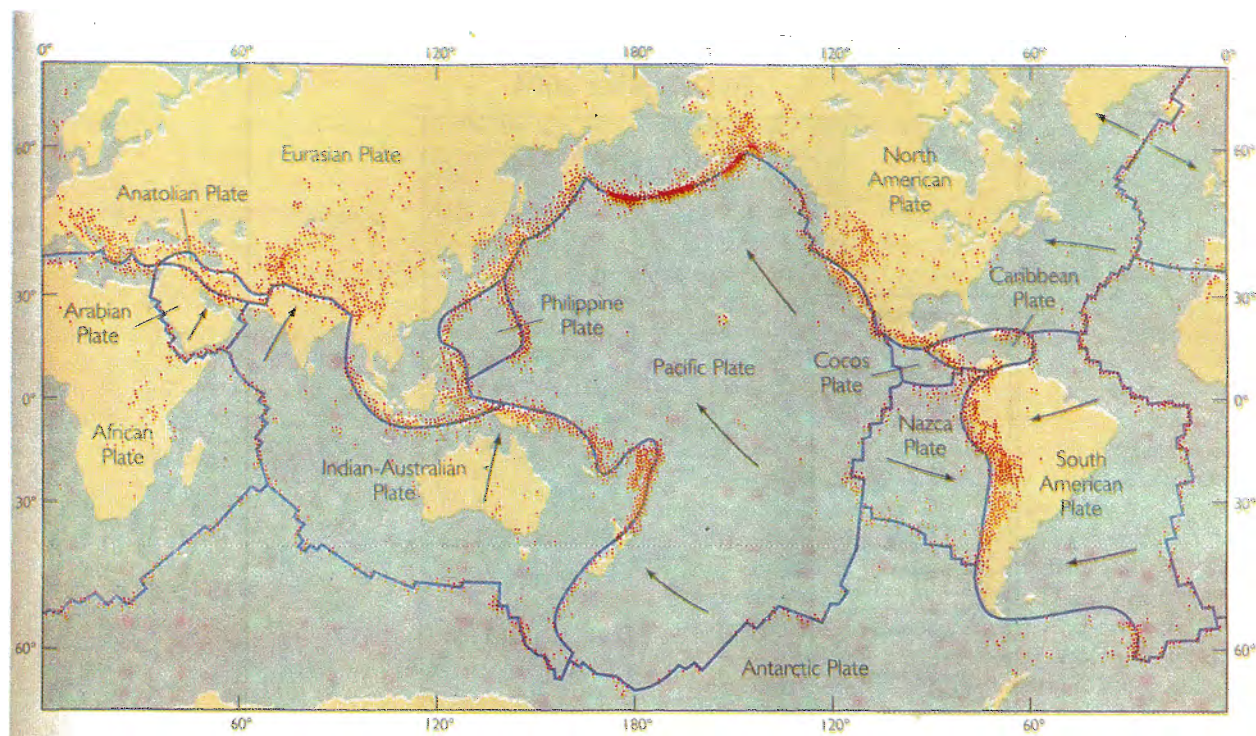 0° 60° 120° 180° 120° 60° 0°
60° 60°
30° 30°
0° 0°
30° 30°
60° 60°
Eurasian Plate
Anatolian Plate
North
American
Plate
Caribbean
Plate
Arabian
Plate
Philippine
Plate
Pacific Plate
Cocos
Plate
African
Plate
Nazca
Plate
Indian-Australian
Plate
South
American
Plate
Antarctic Plate
60° 120° 180° 120° 60°